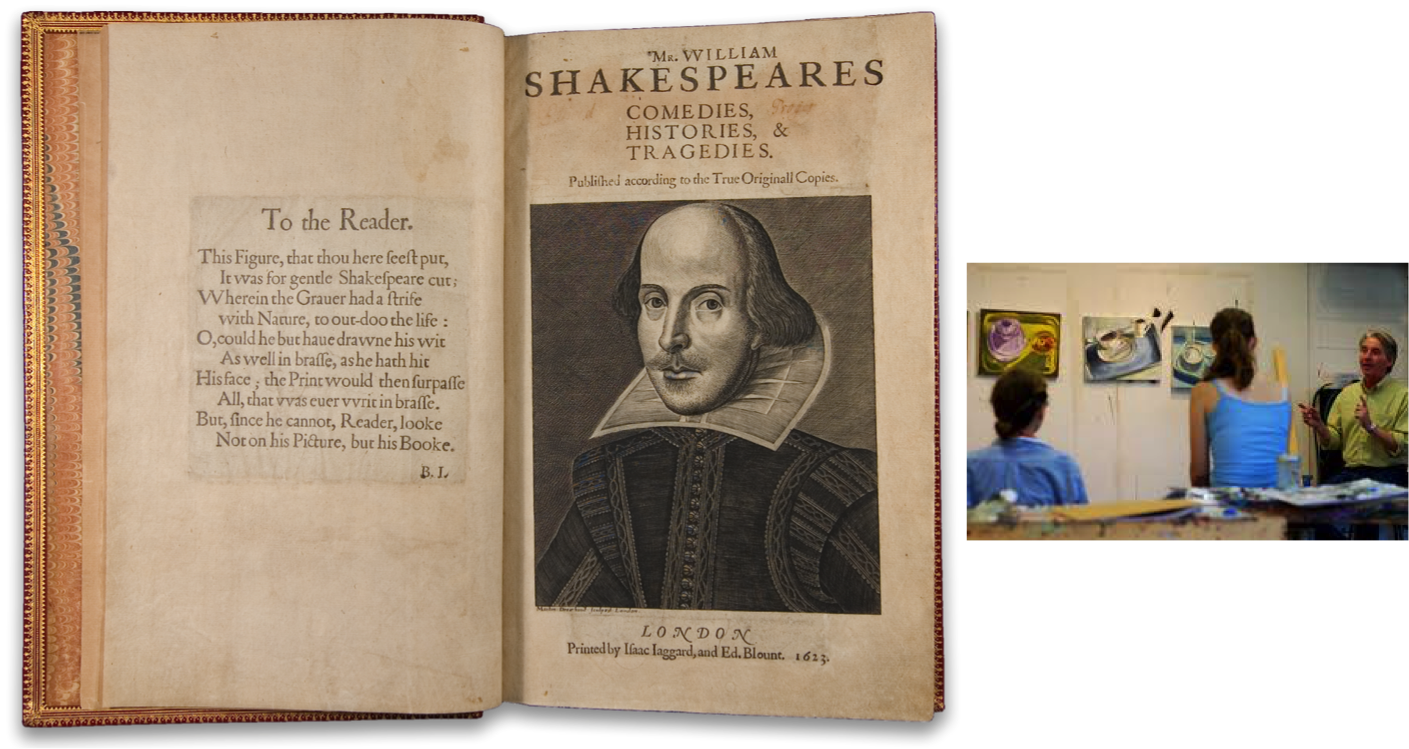 To the Reader.
This Figure, that thou here ſeeſt put,
It was for gentle Shakeſpeare cut;
Wherein the Grauer had a ſtrife
with Nature, to out-doo the life :
O, could he but haue drawne his wit
As well in braſſe, as he hath hit
His face ; the Print would then ſurpaſſe
All, that vvas euer vvrit in braſſe.
But, ſince he cannot, Reader, looke
Not on his Picture, but his Booke.
B. I.
Mr. WILLIAM
SHAKESPEARES
COMEDIES,
HISTORIES, &
TRAGEDIES.
Publiſhed according to the True Originall Copies.
LONDON
Printed by Iſaac Iaggard, and Ed. Blount. 1623.